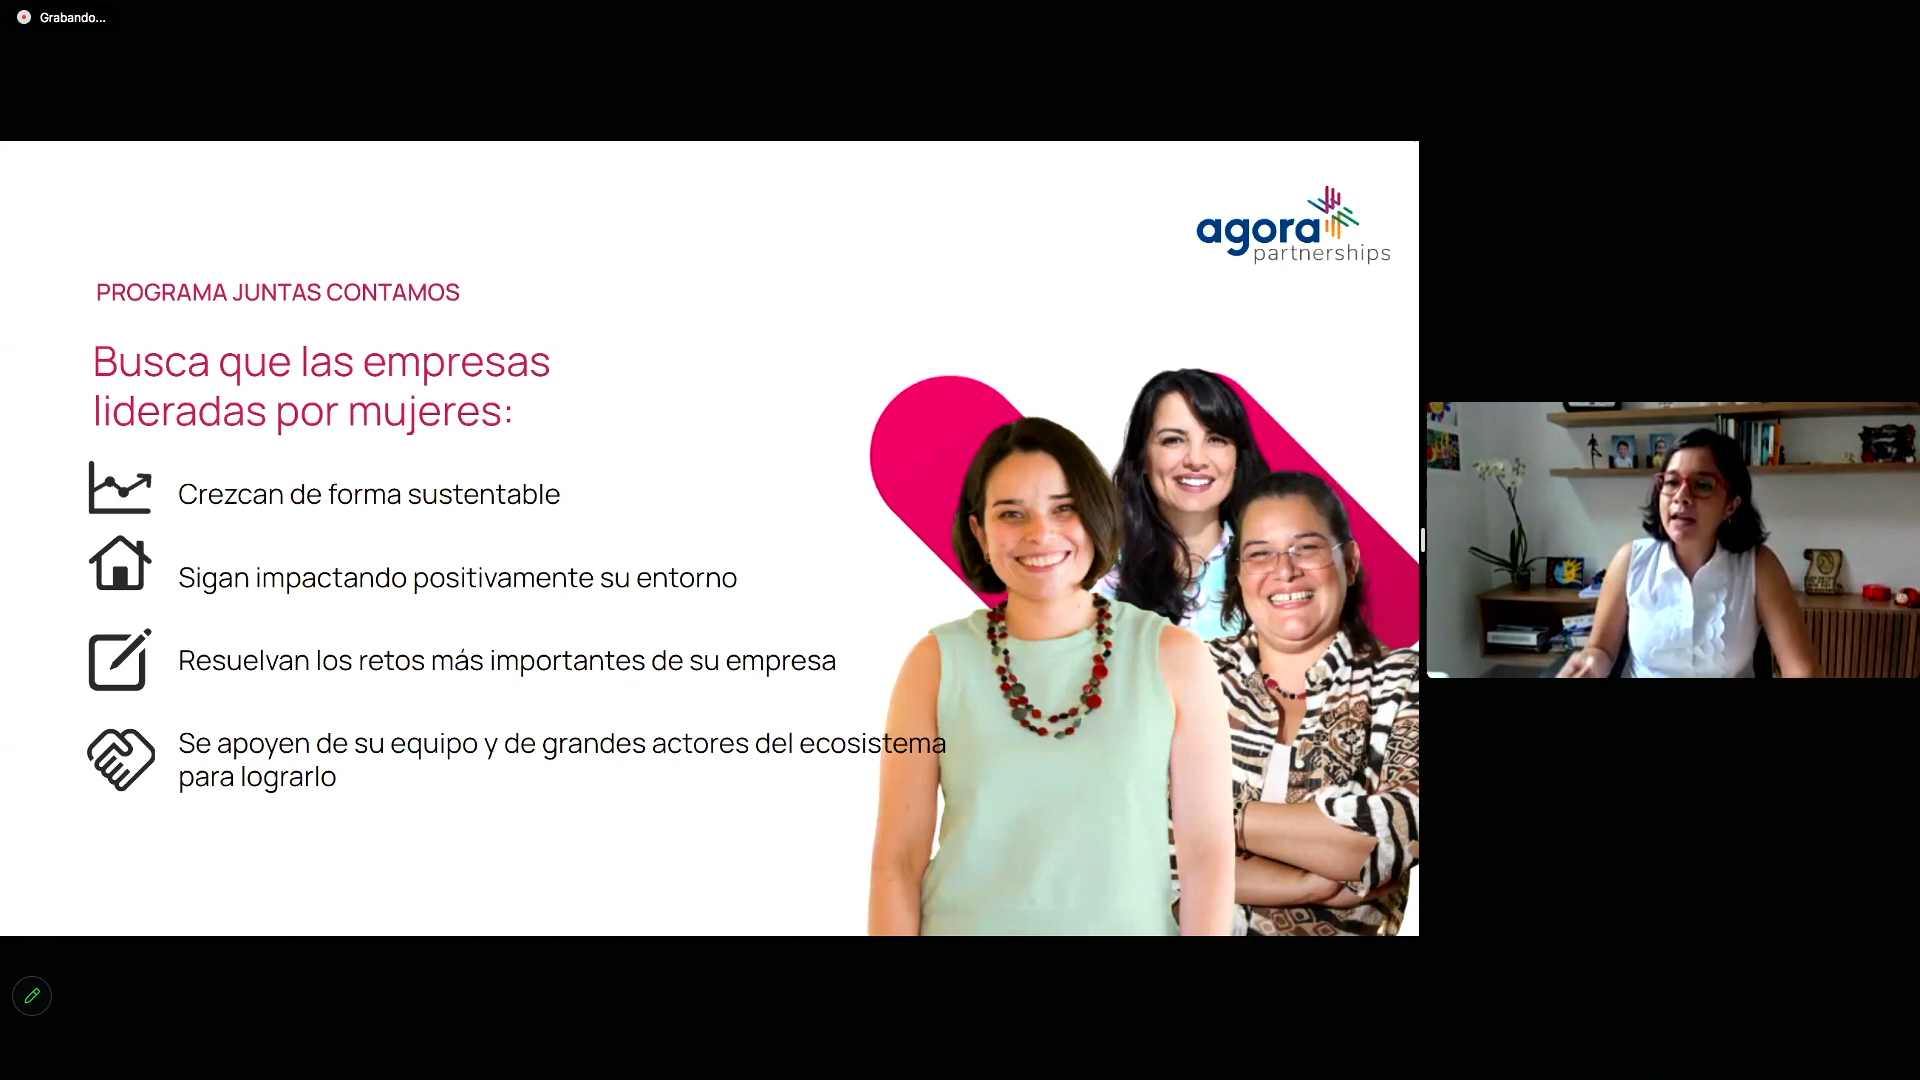 Grabando...
agora
partnerships
PROGRAMA JUNTAS CONTAMOS
Busca que las empresas
lideradas por mujeres:
Crezcan de forma sustentable
Sigan impactando positivamente su entorno
Resuelvan los retos más importantes de su empresa
Se apoyen de su equipo y de grandes actores del ecosistema
para lograrlo